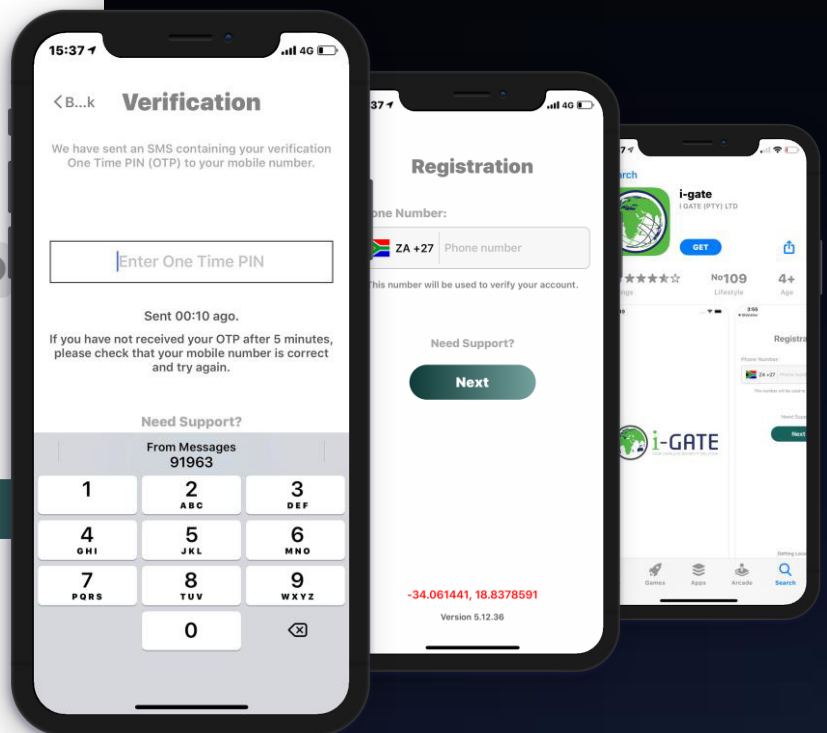 15:37
4G
B...k
Verification
We have sent an SMS containing your verification
One Time PIN (OTP) to your mobile number.
Enter One Time PIN
Sent 00:10 ago.
If you have not received your OTP after 5 minutes,
please check that your mobile number is correct
and try again.
Need Support?
From Messages
91963
1
2
ABC
3
DEF
4
GHI
5
JKL
6
MNO
7
PQRS
8
TUV
9
WXYZ
0
37
4G
Registration
one Number:
ZA +27
Phone number
This number will be used to verify your account.
Need Support?
Next
-34.061441, 18.8378591
Version 5.12.36
7
arch
i-gate
I GATE (PTY) LTD
GET
No109
4+
ngs
Lifestyle
Age
i-GATE
3:55
Registra
Phone Number:
ZA +27
Next
Games
Apps
Arcade
Search